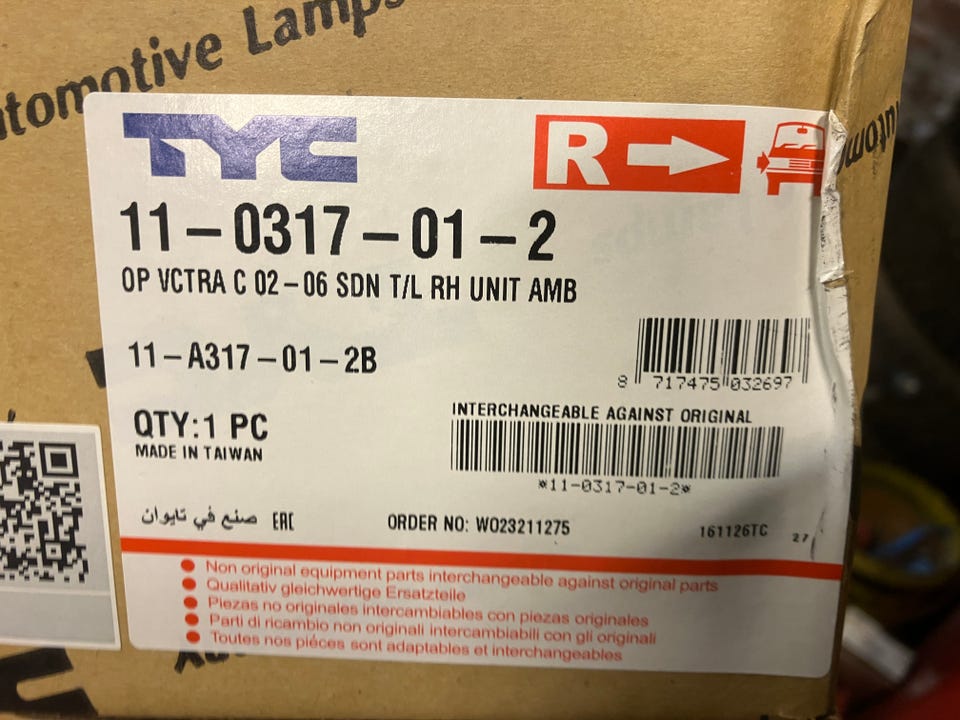 Automotive Lamps
TYC
R
11-0317-01-2
OP VCTRA C 02-06 SDN T/L RH UNIT AMB
11-A317-01-2B
8 717475 032697
QTY:1 PC
MADE IN TAIWAN
INTERCHANGEABLE AGAINST ORIGINAL
*11-0317-01-2*
صنع في تايوان EAC
ORDER NO: WO23211275
161126TC 27
Non original equipment parts interchangeable against original parts
Qualitativ gleichwertige Ersatzteile
Piezas no originales intercambiables con piezas originales
Parti di ricambio non originali intercambiabili con gli originali
Toutes nos piéces sont adaptables et interchangeables